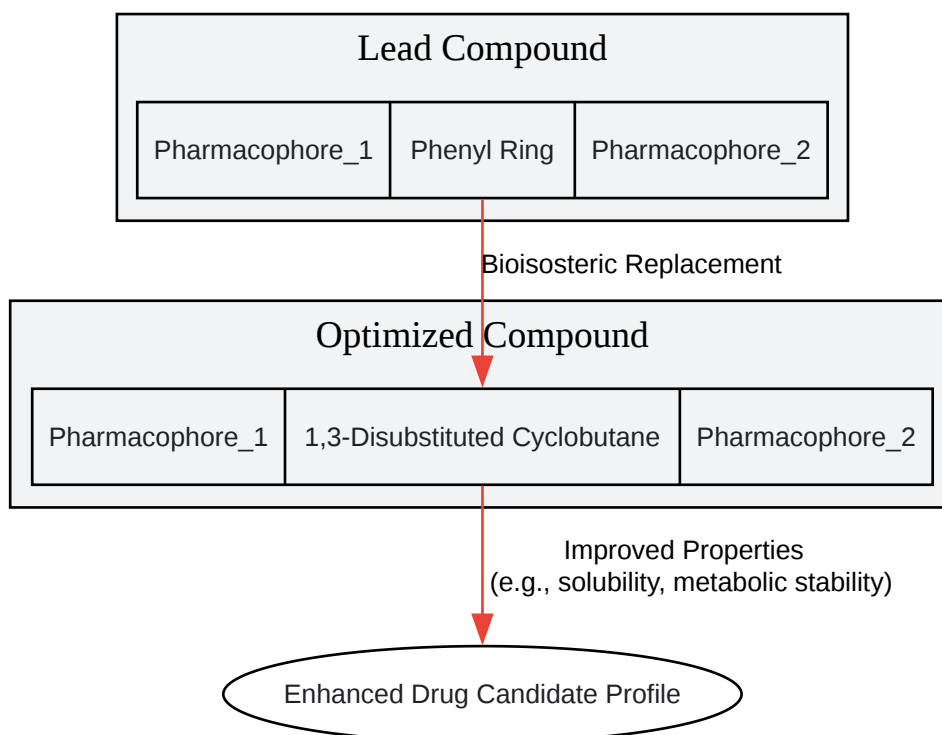 Lead Compound
Pharmacophore_1 Phenyl Ring Pharmacophore_2
Bioisosteric Replacement
Optimized Compound
Pharmacophore_1 1,3-Disubstituted Cyclobutane Pharmacophore_2
Improved Properties
(e.g., solubility, metabolic stability)
Enhanced Drug Candidate Profile